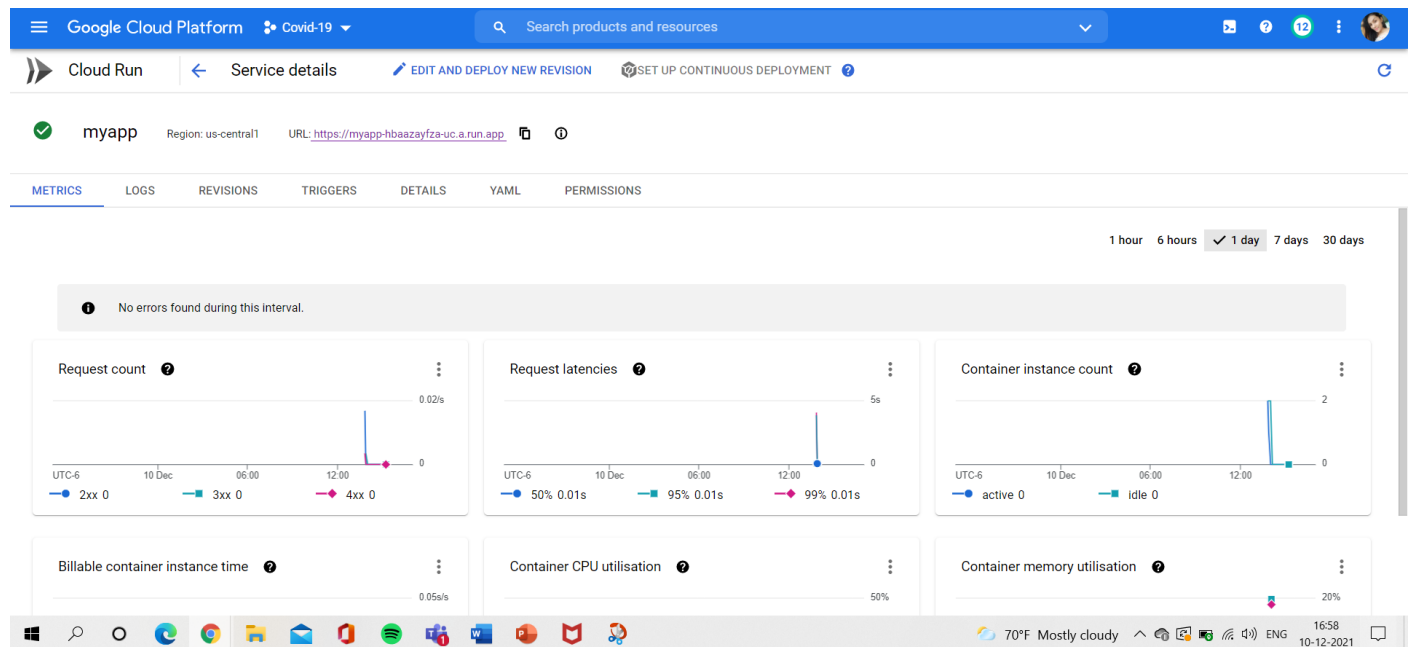 Google Cloud Platform Covid-19 Search products and resources 12
Cloud Run Service details EDIT AND DEPLOY NEW REVISION SET UP CONTINUOUS DEPLOYMENT
myapp Region: us-central1 URL: https://myapp-hbaazayfza-uc.a.run.app
METRICS LOGS REVISIONS TRIGGERS DETAILS YAML PERMISSIONS
1 hour 6 hours 1 day 7 days 30 days
No errors found during this interval.
Request count
0.02/s
0
UTC-6 10 Dec 06:00 12:00
2xx 0 3xx 0 4xx 0
Request latencies
5s
0
UTC-6 10 Dec 06:00 12:00
50% 0.01s 95% 0.01s 99% 0.01s
Container instance count
2
0
UTC-6 10 Dec 06:00 12:00
active 0 idle 0
Billable container instance time
0.05s/s
Container CPU utilisation
50%
Container memory utilisation
20%
70°F Mostly cloudy ENG 16:58
10-12-2021